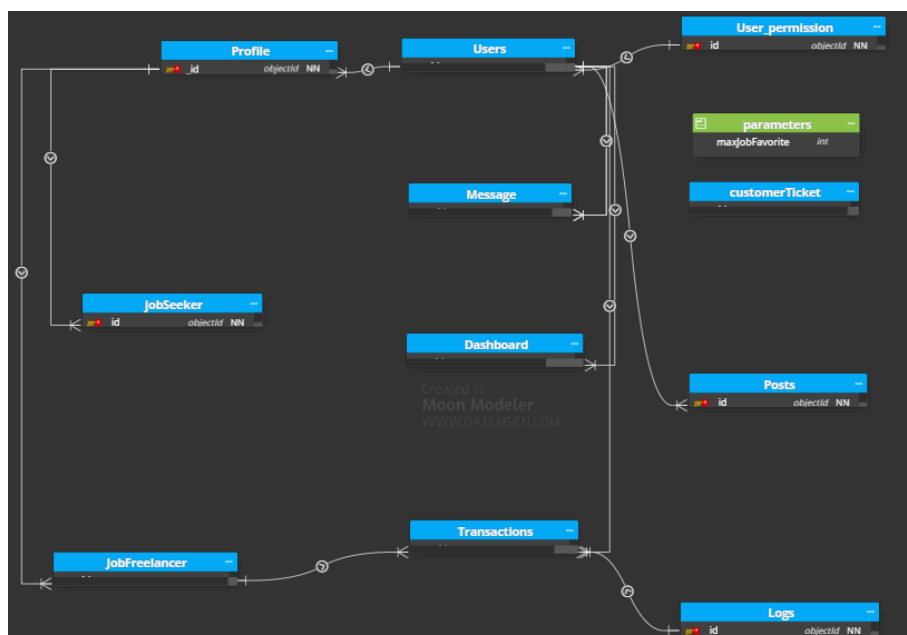 User_permission
id objectId NN
Profile
_id objectId NN
Users
parameters
maxJobFavorite int
Message
customerTicket
jobSeeker
id objectId NN
Dashboard
Created in
Moon Modeler
WWW.DATENSEN.COM
Posts
id objectId NN
Transactions
JobFreelancer
Logs
id objectId NN